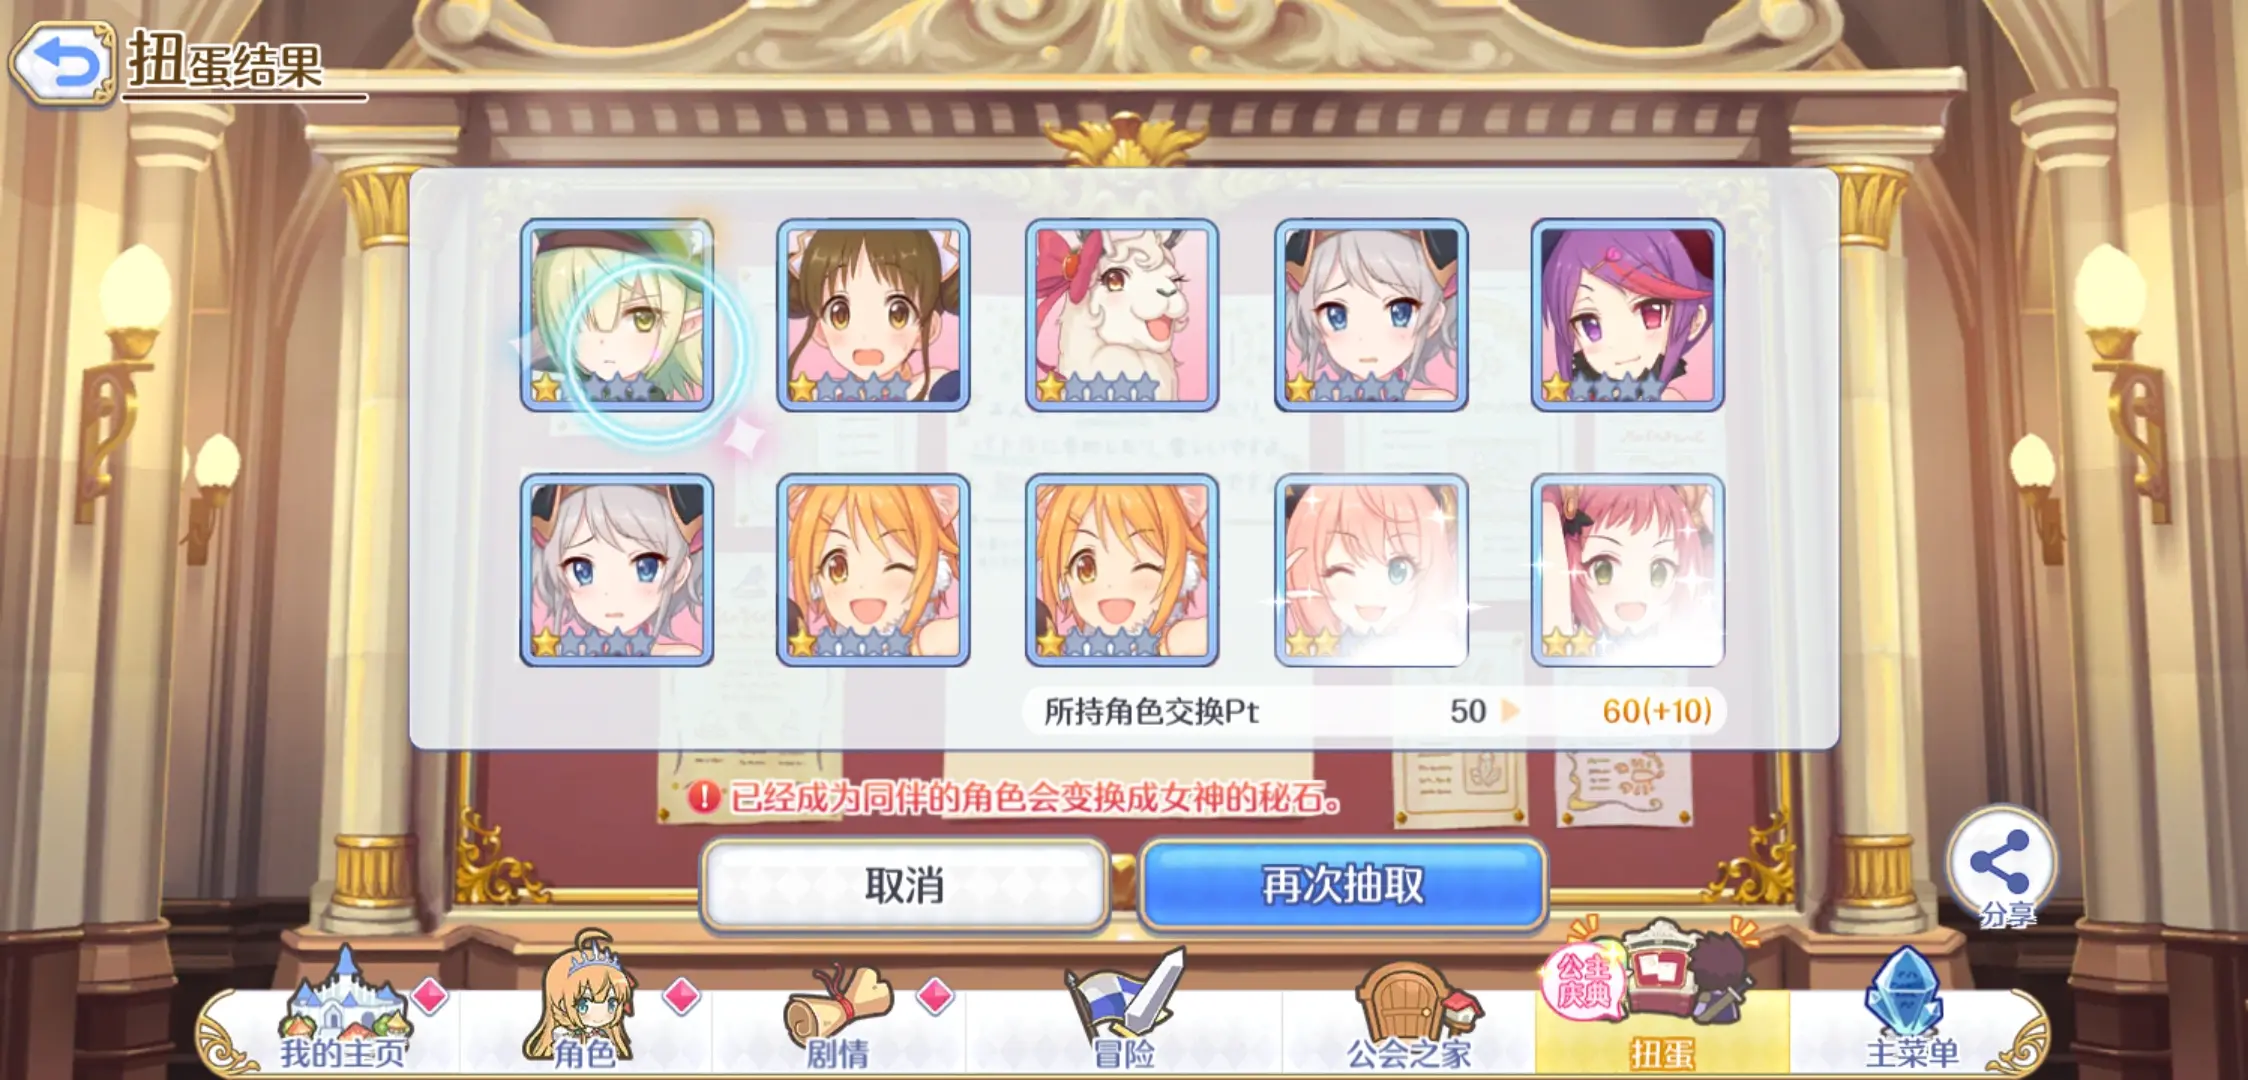 扭蛋结果
所持角色交换Pt 50 60(+10)
已经成为同伴的角色会变换成女神的秘石。
取消
再次抽取
分享
公主
庆典
我的主页
角色
剧情
冒险
公会之家
扭蛋
主菜单